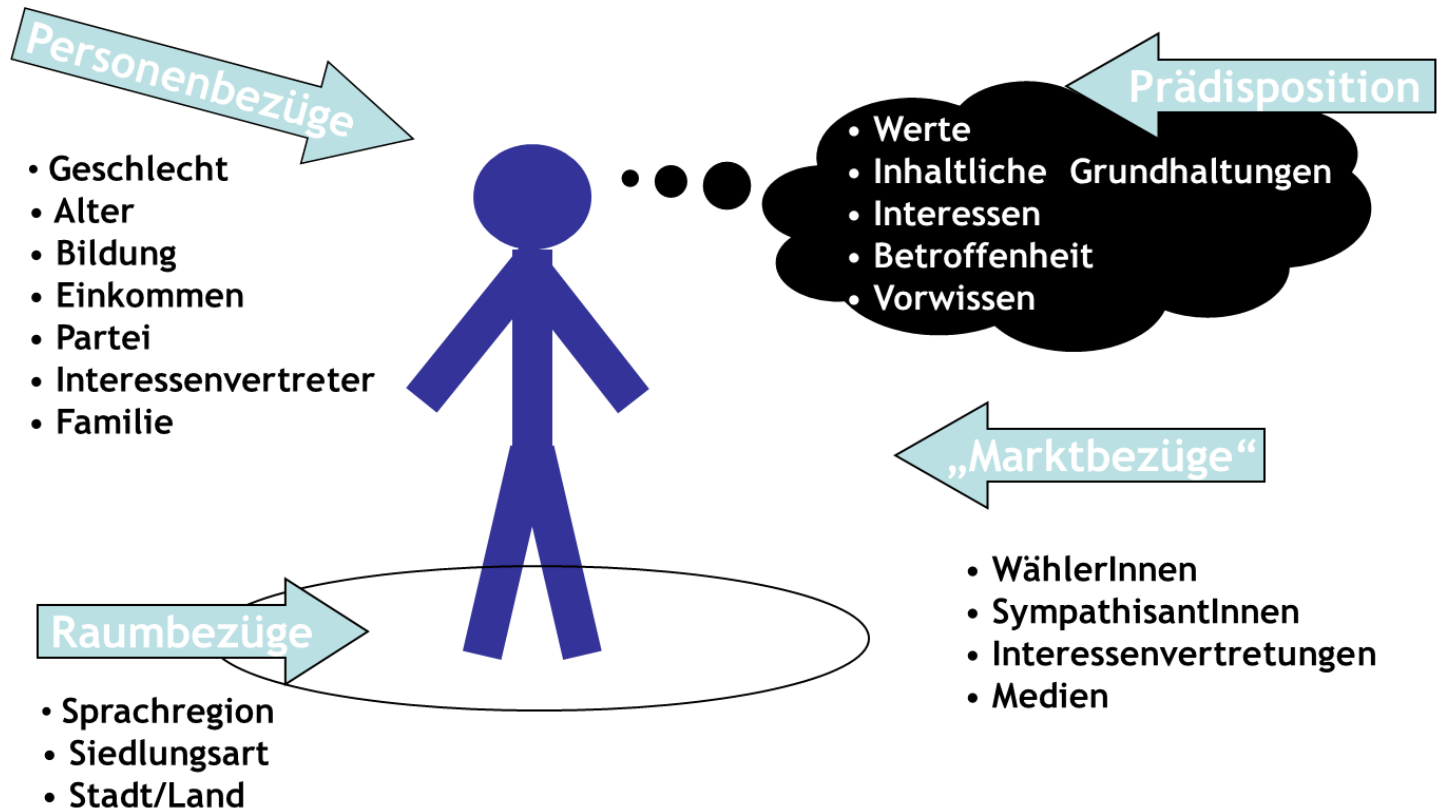 Personenbezüge
• Geschlecht
• Alter
• Bildung
• Einkommen
• Partei
• Interessenvertreter
• Familie
Prädisposition
• Werte
• Inhaltliche Grundhaltungen
• Interessen
• Betroffenheit
• Vorwissen
„Marktbezüge“
• WählerInnen
• SympathisantInnen
• Interessenvertretungen
• Medien
Raumbezüge
• Sprachregion
• Siedlungsart
• Stadt/Land